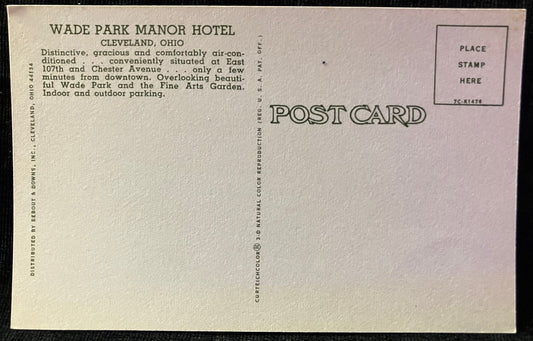 WADE PARK MANOR HOTEL
CLEVELAND, OHIO
Distinctive, gracious and comfortably air-con-
ditioned . . . conveniently situated at East
107th and Chester Avenue . . . only a few
minutes from downtown. Overlooking beauti-
ful Wade Park and the Fine Arts Garden.
Indoor and outdoor parking.
DISTRIBUTED BY DEBOUT & DOWNS, INC., CLEVELAND, OHIO 44134
CURTEICHCOLOR® 3-D NATURAL COLOR REPRODUCTION (REG. U. S. A. PAT. OFF.)
POST CARD
PLACE
STAMP
HERE
7C-K1476